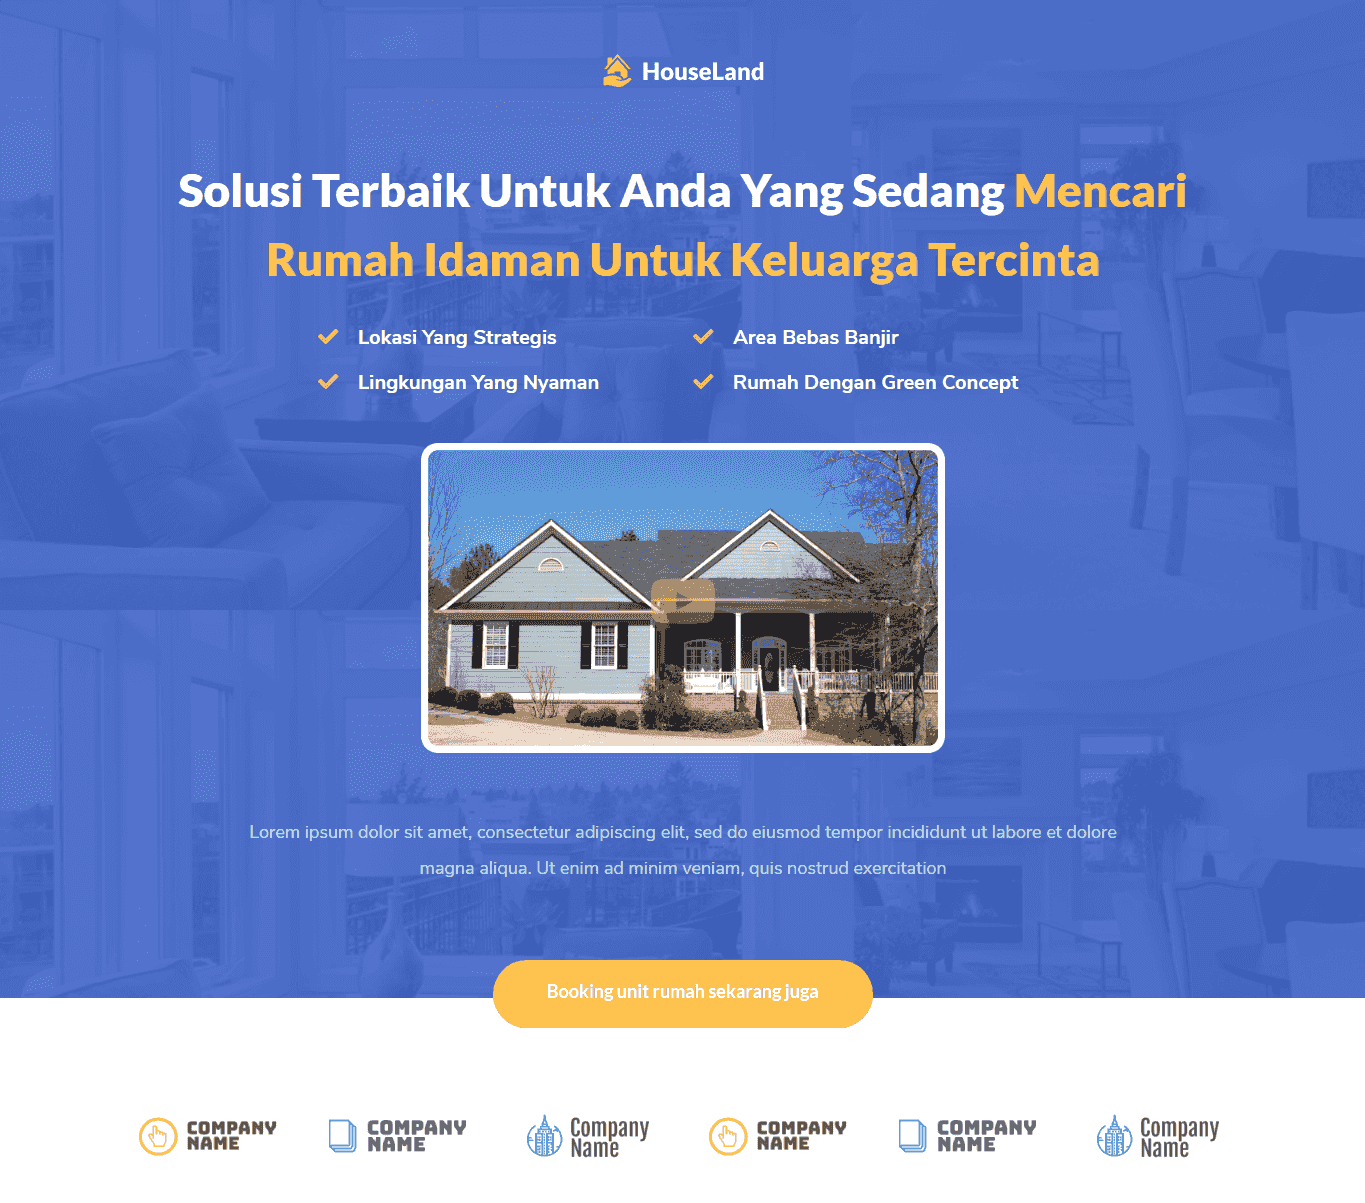 HouseLand
Solusi Terbaik Untuk Anda Yang Sedang Mencari
Rumah Idaman Untuk Keluarga Tercinta
Lokasi Yang Strategis
Area Bebas Banjir
Lingkungan Yang Nyaman
Rumah Dengan Green Concept
Lorem ipsum dolor sit amet, consectetur adipiscing elit, sed do eiusmod tempor incididunt ut labore et dolore
magna aliqua. Ut enim ad minim veniam, quis nostrud exercitation
Booking unit rumah sekarang juga
COMPANY
NAME
COMPANY
NAME
Company
Name
COMPANY
NAME
COMPANY
NAME
Company
Name